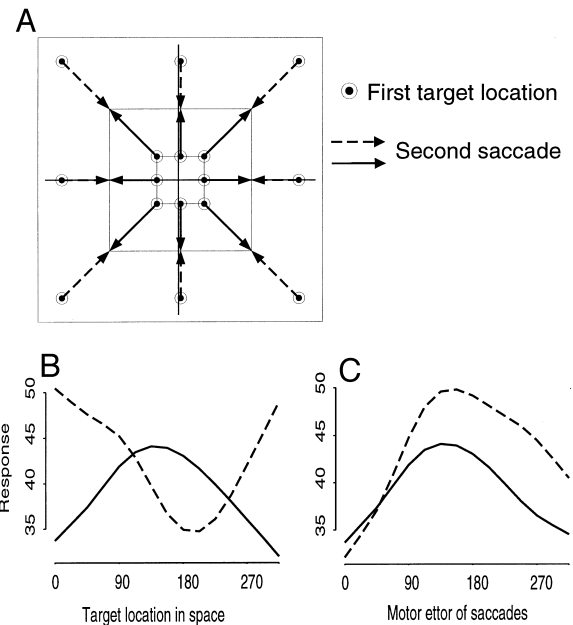 A
First target location
Second saccade
B
C
50
45
40
35
Response
0 90 180 270
Target location in space
50
45
40
35
0 90 180 270
Motor ettor of saccades